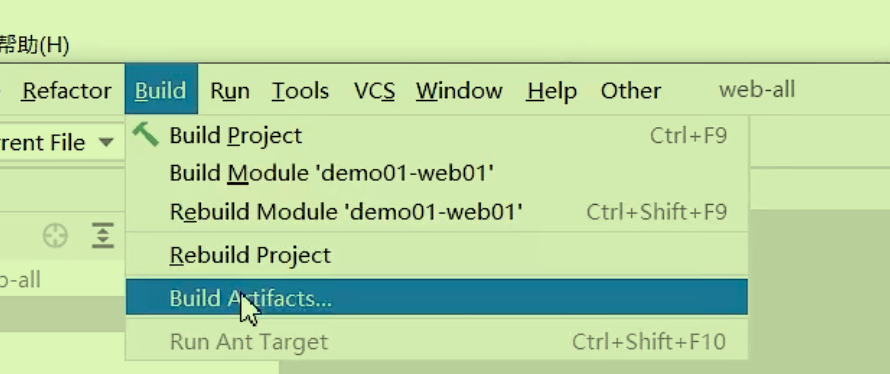 帮助(H)
Refactor Build Run Tools VCS Window Help Other web-all
rent File
Build Project Ctrl+F9
Build Module 'demo01-web01'
Rebuild Module 'demo01-web01' Ctrl+Shift+F9
Rebuild Project
b-all
Build Artifacts...
Run Ant Target Ctrl+Shift+F10